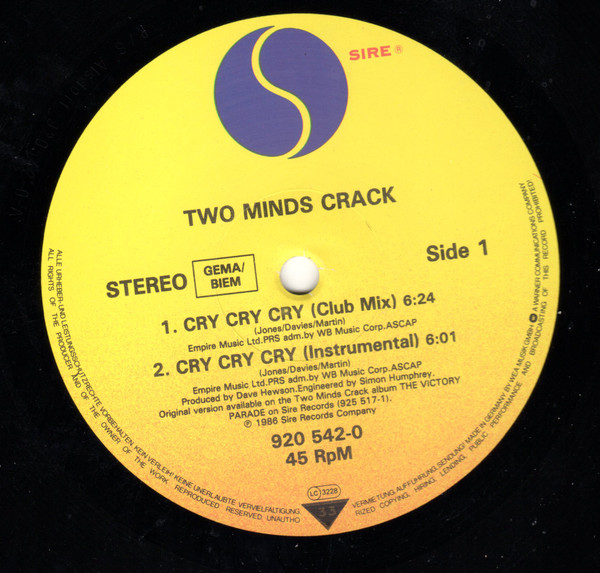 SIRE ®
TWO MINDS CRACK
STEREO
GEMA/
BIEM
Side 1
1. CRY CRY CRY (Club Mix) 6:24
(Jones/Davies/Martin)
Empire Music Ltd.PRS adm.by WB Music Corp.ASCAP
2. CRY CRY CRY (Instrumental) 6:01
(Jones/Davies/Martin)
Empire Music Ltd.PRS adm.by WB Music Corp.ASCAP
Produced by Dave Hewson.Engineered by Simon Humphrey.
Original version available on the Two Minds Crack album THE VICTORY
PARADE on Sire Records (925 517-1).
℗ 1986 Sire Records Company
920 542-0
45 RpM
LC 3228
33
ALLE URHEBER- UND LEISTUNGSSCHUTZRECHTE VORBEHALTEN. KEIN VERLEIH! KEINE UNERLAUBTE VERVIELFÄLTIGUNG
VERMIETUNG, AUFFÜHRUNG, SENDUNG! MADE IN GERMANY BY WEA MUSIK GMBH A WARNER COMMUNICATIONS COMPANY
ALL RIGHTS OF THE PRODUCER AND OF THE OWNER OF THE WORK REPRODUCED RESERVED UNAUTHO
RIZED COPYING, HIRING, LENDING, PUBLIC PERFORMANCE AND BROADCASTING OF THIS RECORD PROHIBITED!